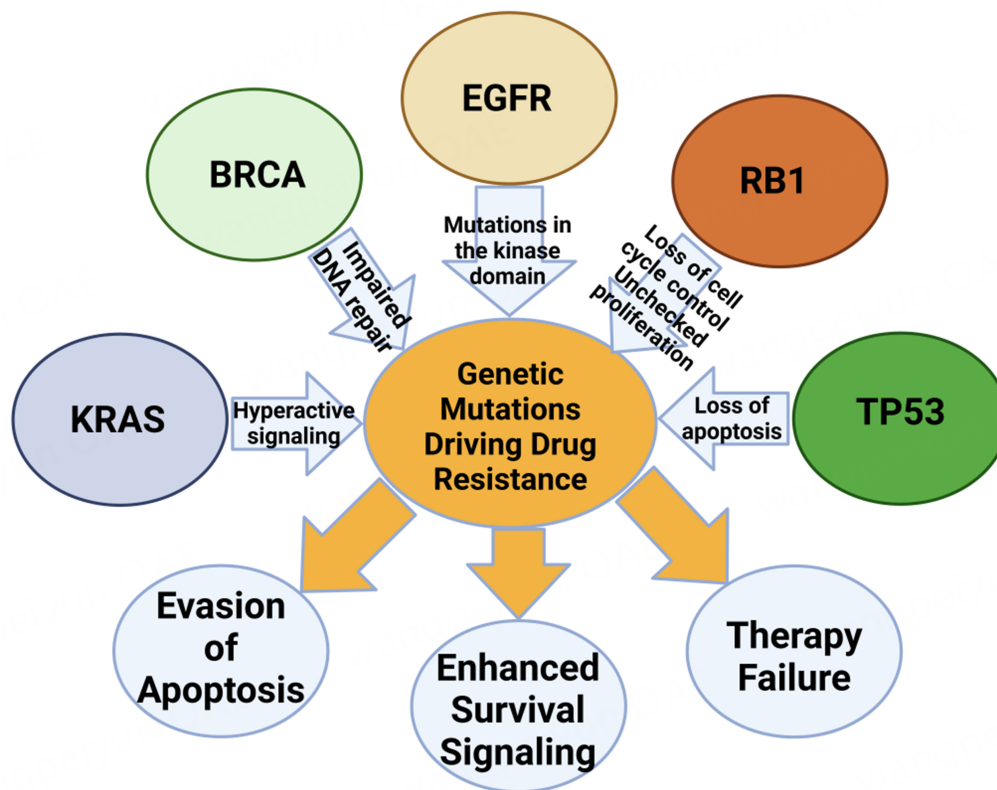 EGFR
BRCA
RB1
Mutations in
the kinase
domain
Impaired
DNA repair
Loss of cell
cycle control
Unchecked
proliferation
KRAS
Hyperactive
signaling
Genetic
Mutations
Driving Drug
Resistance
Loss of
apoptosis
TP53
Evasion
of
Apoptosis
Enhanced
Survival
Signaling
Therapy
Failure